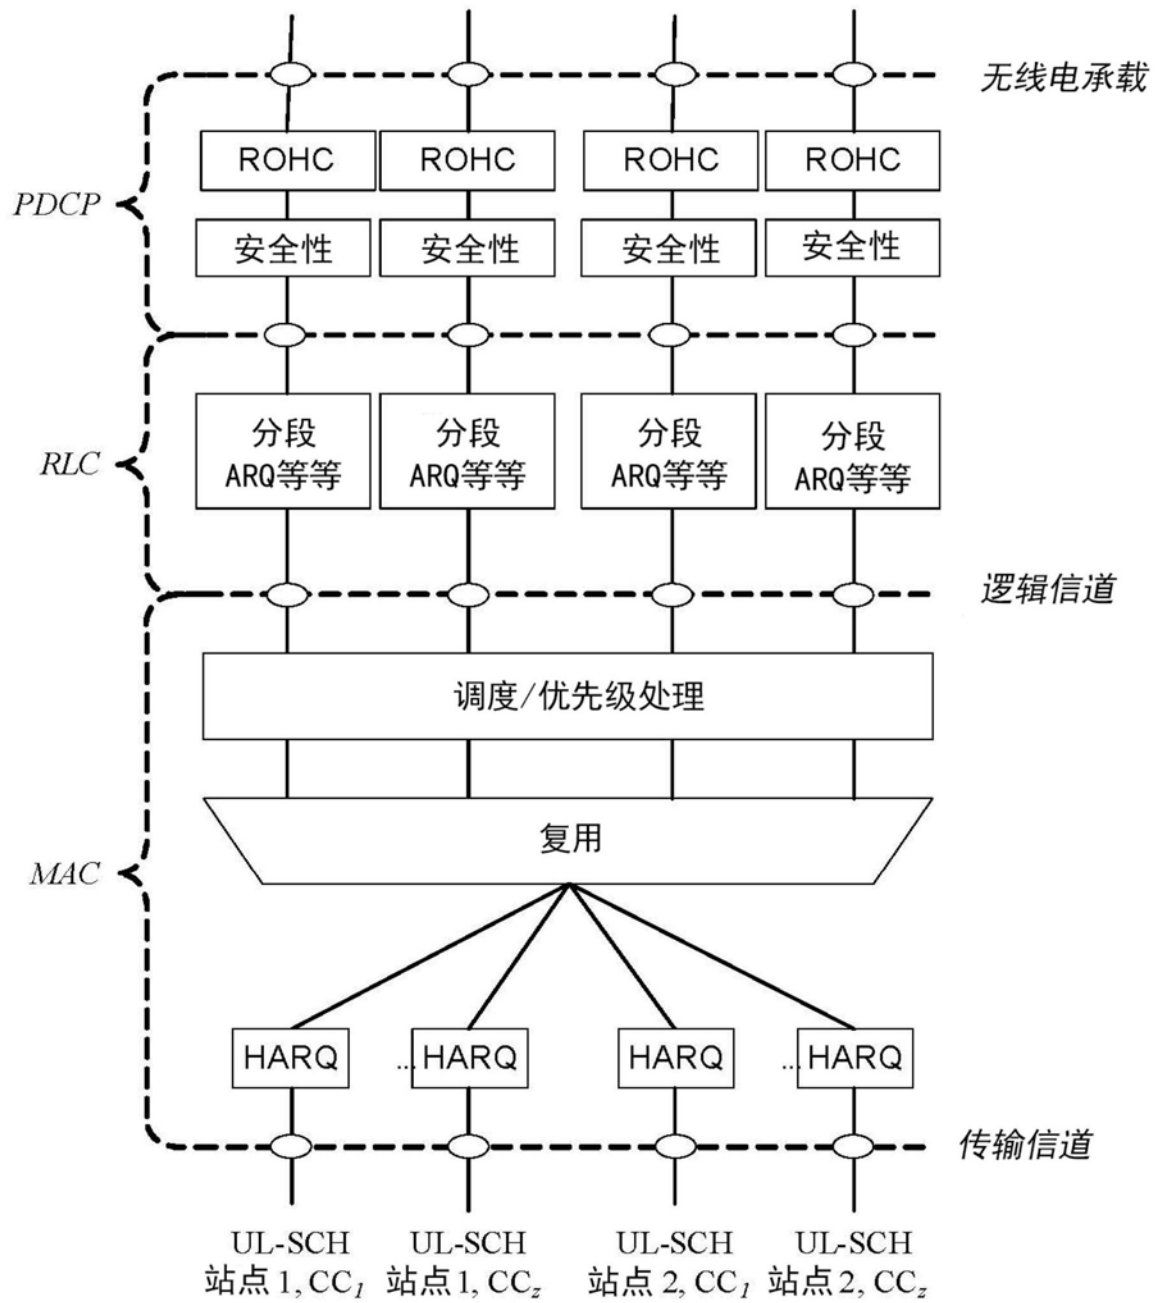 无线电承载
PDCP
ROHC ROHC ROHC ROHC
安全性 安全性 安全性 安全性
RLC
分段 分段 分段 分段
ARQ等等 ARQ等等 ARQ等等 ARQ等等
逻辑信道
调度/优先级处理
复用
MAC
HARQ ...HARQ HARQ ...HARQ
传输信道
UL-SCH UL-SCH UL-SCH UL-SCH
站点1, CC1 站点1, CCz 站点2, CC1 站点2, CCz